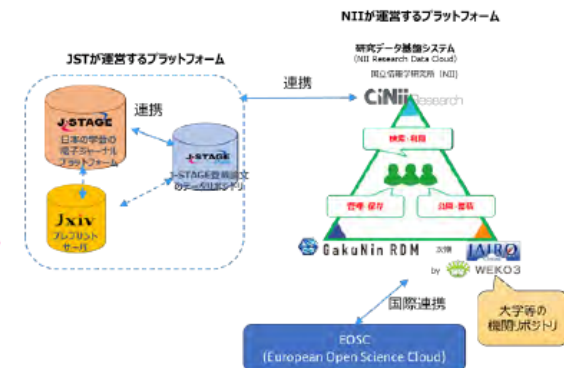 NIIが運営するプラットフォーム
JSTが運営するプラットフォーム
研究データ基盤システム
(NII Research Data Cloud)
国立情報学研究所 (NII)
連携
CiNii Research
連携
J-STAGE
日本の学会の
電子ジャーナル
プラットフォーム
J-STAGE
J-STAGE登載論文
のデータリポジトリ
検索・利用
管理・保存
公開・蓄積
Jxiv
プレプリント
サーバ
GakuNin RDM
次期
JAIRO
by WEKO3
国際連携
大学等の
機関リポジトリ
EOSC
(European Open Science Cloud)